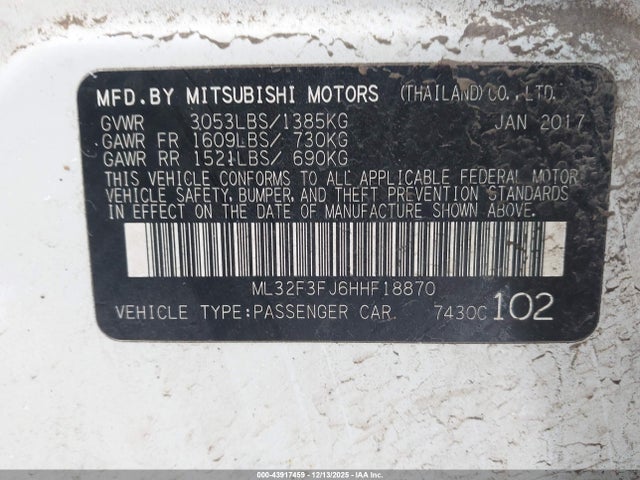 MFD.BY MITSUBISHI MOTORS (THAILAND)CO.,LTD.
GVWR 3053LBS/1385KG JAN 2017
GAWR FR 1609LBS/ 730KG
GAWR RR 1521LBS/ 690KG
THIS VEHICLE CONFORMS TO ALL APPLICABLE FEDERAL MOTOR
VEHICLE SAFETY, BUMPER, AND THEFT PREVENTION STANDARDS
IN EFFECT ON THE DATE OF MANUFACTURE SHOWN ABOVE.
ML32F3FJ6HHF18870
VEHICLE TYPE:PASSENGER CAR. 7430C 102
000-43917459 - 12/13/2025 - IAAI.CA